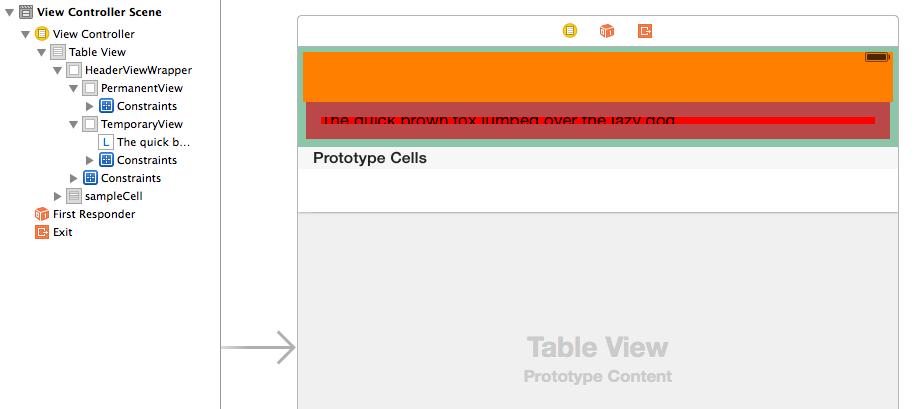 View Controller Scene
View Controller
Table View
HeaderViewWrapper
PermanentView
Constraints
TemporaryView
L The quick b...
Constraints
Constraints
sampleCell
First Responder
Exit
The quick brown fox jumped over the lazy dog
Prototype Cells
Table View
Prototype Content